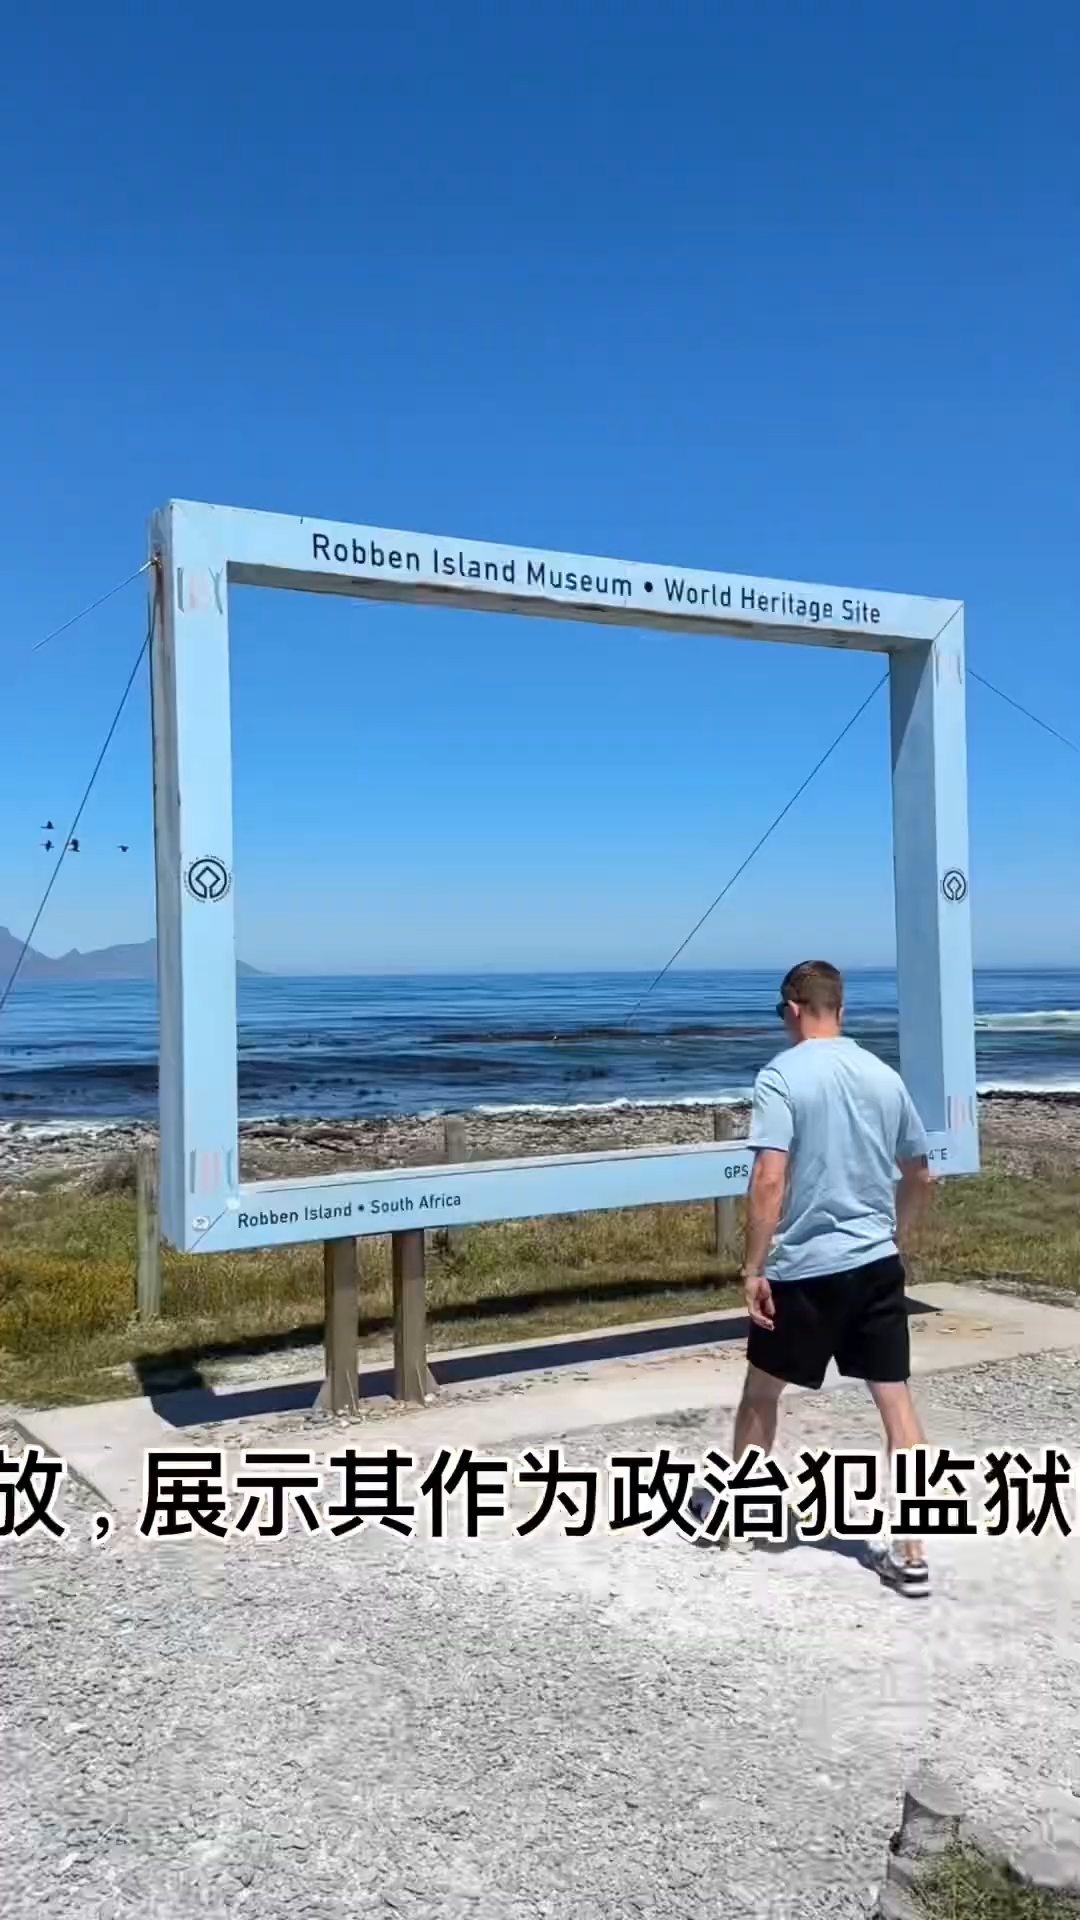 Robben Island Museum • World Heritage Site
Robben Island • South Africa
GPS
4"E
放，展示其作为政治犯监狱